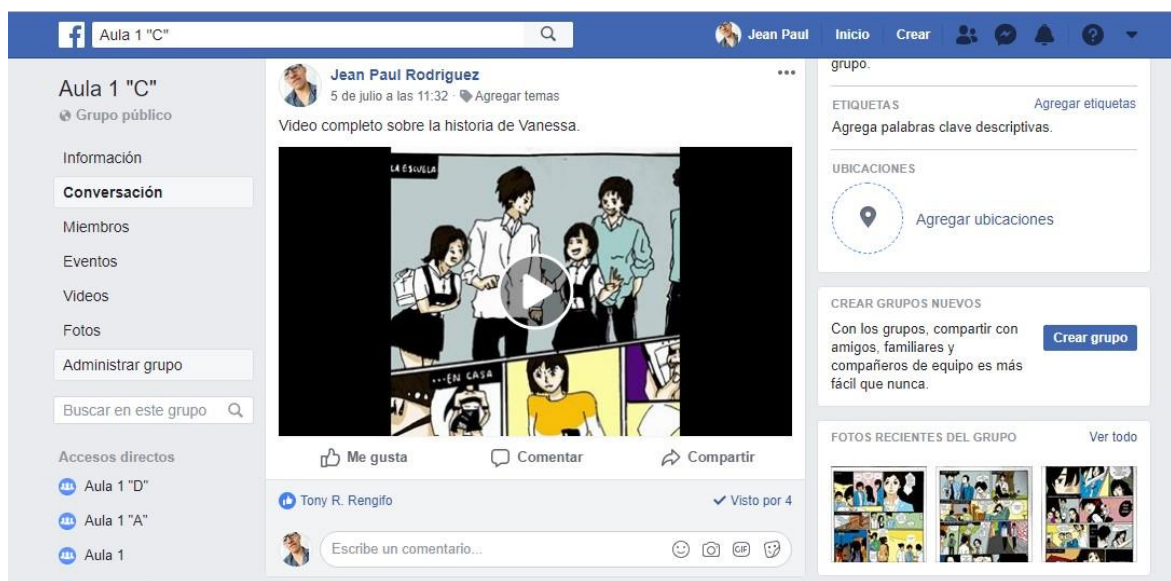 f
Aula 1 "C"
Jean Paul
Inicio
Crear
Aula 1 "C"
Grupo público
Información
Conversación
Miembros
Eventos
Videos
Fotos
Administrar grupo
Buscar en este grupo
Accesos directos
Aula 1 "D"
Aula 1 "A"
Aula 1
Jean Paul Rodriguez
5 de julio a las 11:32 · Agregar temas
Video completo sobre la historia de Vanessa.
LA ESCUELA
...EN CASA
Me gusta
Comentar
Compartir
Tony R. Rengifo
Visto por 4
Escribe un comentario...
GIF
grupo.
ETIQUETAS
Agregar etiquetas
Agrega palabras clave descriptivas.
UBICACIONES
Agregar ubicaciones
CREAR GRUPOS NUEVOS
Con los grupos, compartir con
amigos, familiares y
compañeros de equipo es más
fácil que nunca.
Crear grupo
FOTOS RECIENTES DEL GRUPO
Ver todo